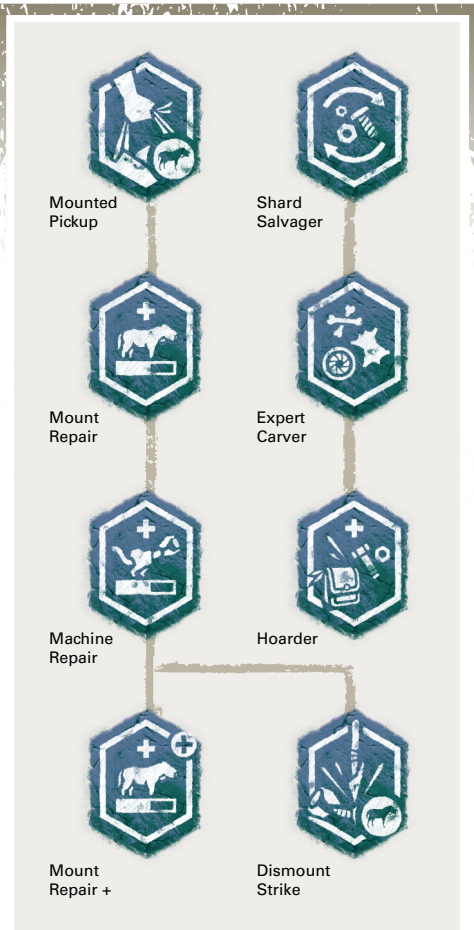 Mounted
Pickup
Shard
Salvager
Mount
Repair
Expert
Carver
Machine
Repair
Hoarder
Mount
Repair +
Dismount
Strike